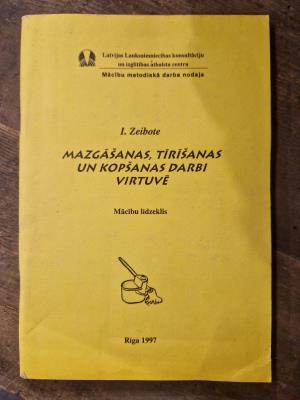 Latvijas Lauksaimniecības konsultāciju
un izglītības atbalsta centra
Mācību metodiskā darba nodaļa
I. Zeibote
MAZGĀŠANAS, TĪRĪŠANAS
UN KOPŠANAS DARBI
VIRTUVĒ
Mācību līdzeklis
Rīga 1997